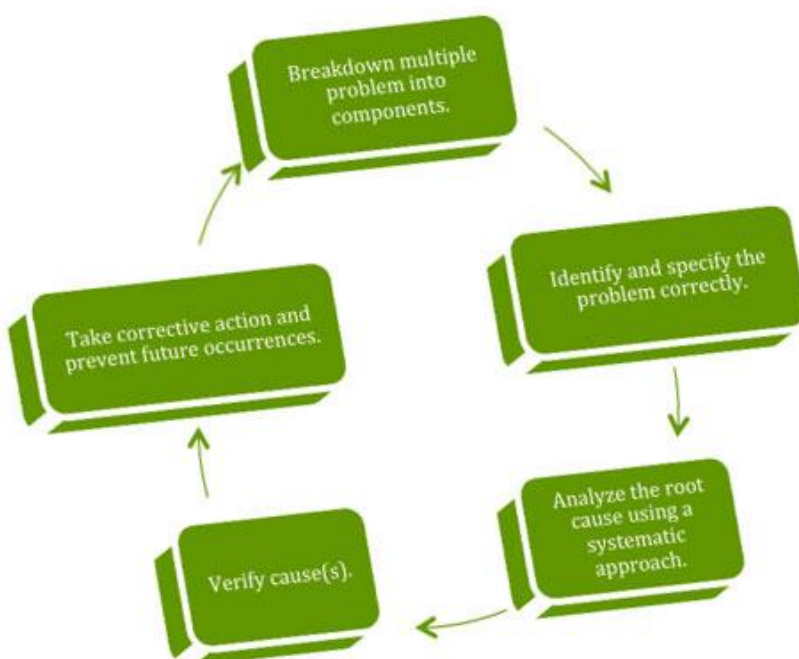 Breakdown multiple
problem into
components.
Identify and specify the
problem correctly.
Analyze the root
cause using a
systematic
approach.
Verify cause(s).
Take corrective action and
prevent future occurrences.